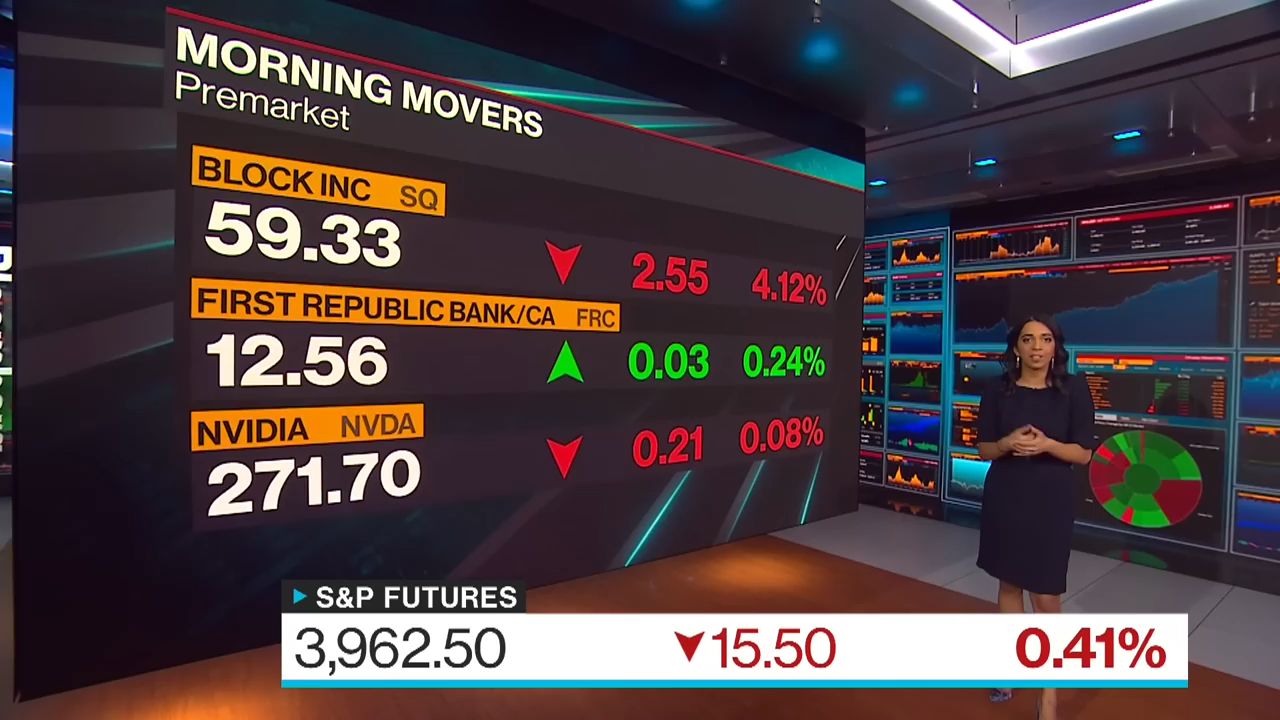 MORNING MOVERS
Premarket
BLOCK INC SQ
59.33 2.55 4.12%
FIRST REPUBLIC BANK/CA FRC
12.56 0.03 0.24%
NVIDIA NVDA
271.70 0.21 0.08%
S&P FUTURES
3,962.50 15.50 0.41%